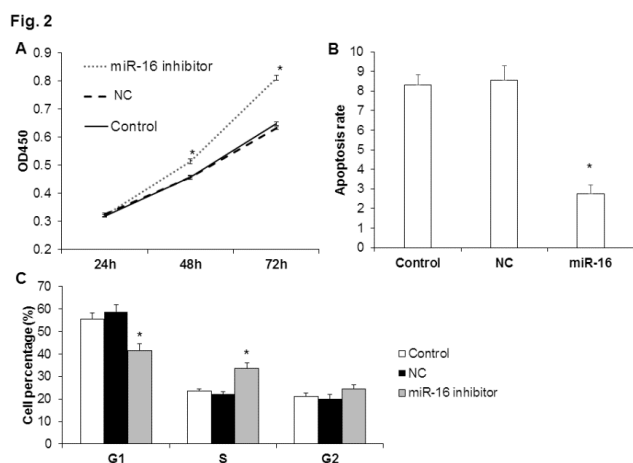 Fig. 2
A
miR-16 inhibitor
NC
Control
OD450
0.9
0.8
0.7
0.6
0.5
0.4
0.3
0.2
*
*
24h 48h 72h
B
Apoptosis rate
10
9
8
7
6
5
4
3
2
1
0
*
Control NC miR-16
C
Cell percentage (%)
70
60
50
40
30
20
10
0
*
*
G1 S G2
Control
NC
miR-16 inhibitor